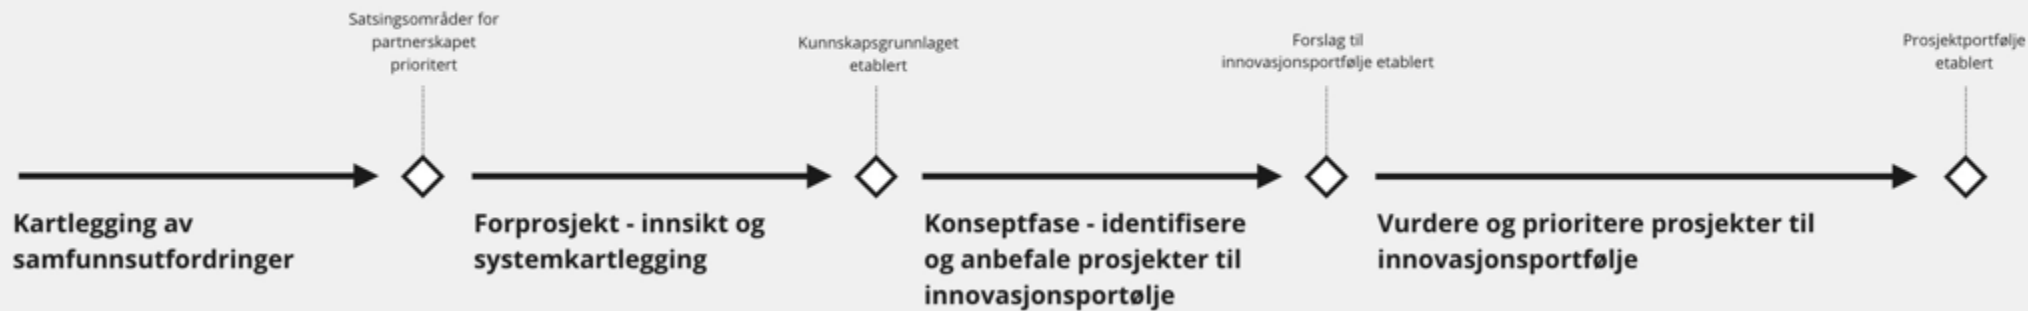 Satsingsområder for
partnerskapet
prioritert
Kunnskapsgrunnlaget
etablert
Forslag til
innovasjonsportfølje etablert
Prosjektportfølje
etablert
Kartlegging av
samfunnsutfordringer
Forprosjekt - innsikt og
systemkartlegging
Konseptfase - identifisere
og anbefale prosjekter til
innovasjonsportølje
Vurdere og prioritere prosjekter til
innovasjonsportfølje